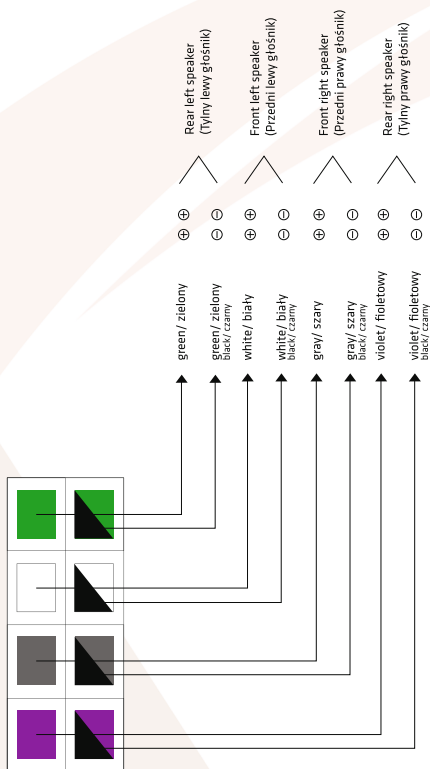 Rear left speaker
(Tylny lewy głośnik)
Front left speaker
(Przedni lewy głośnik)
Front right speaker
(Przedni prawy głośnik)
Rear right speaker
(Tylny prawy głośnik)
⊕ ⊕
⊖ ⊖
⊕ ⊕
⊖ ⊖
⊕ ⊕
⊖ ⊖
⊕ ⊕
⊖ ⊖
green/ zielony
green/ zielony
black/ czarny
white/ biały
white/ biały
black/ czarny
gray/ szary
gray/ szary
black/ czarny
violet/ fioletowy
violet/ fioletowy
black/ czarny